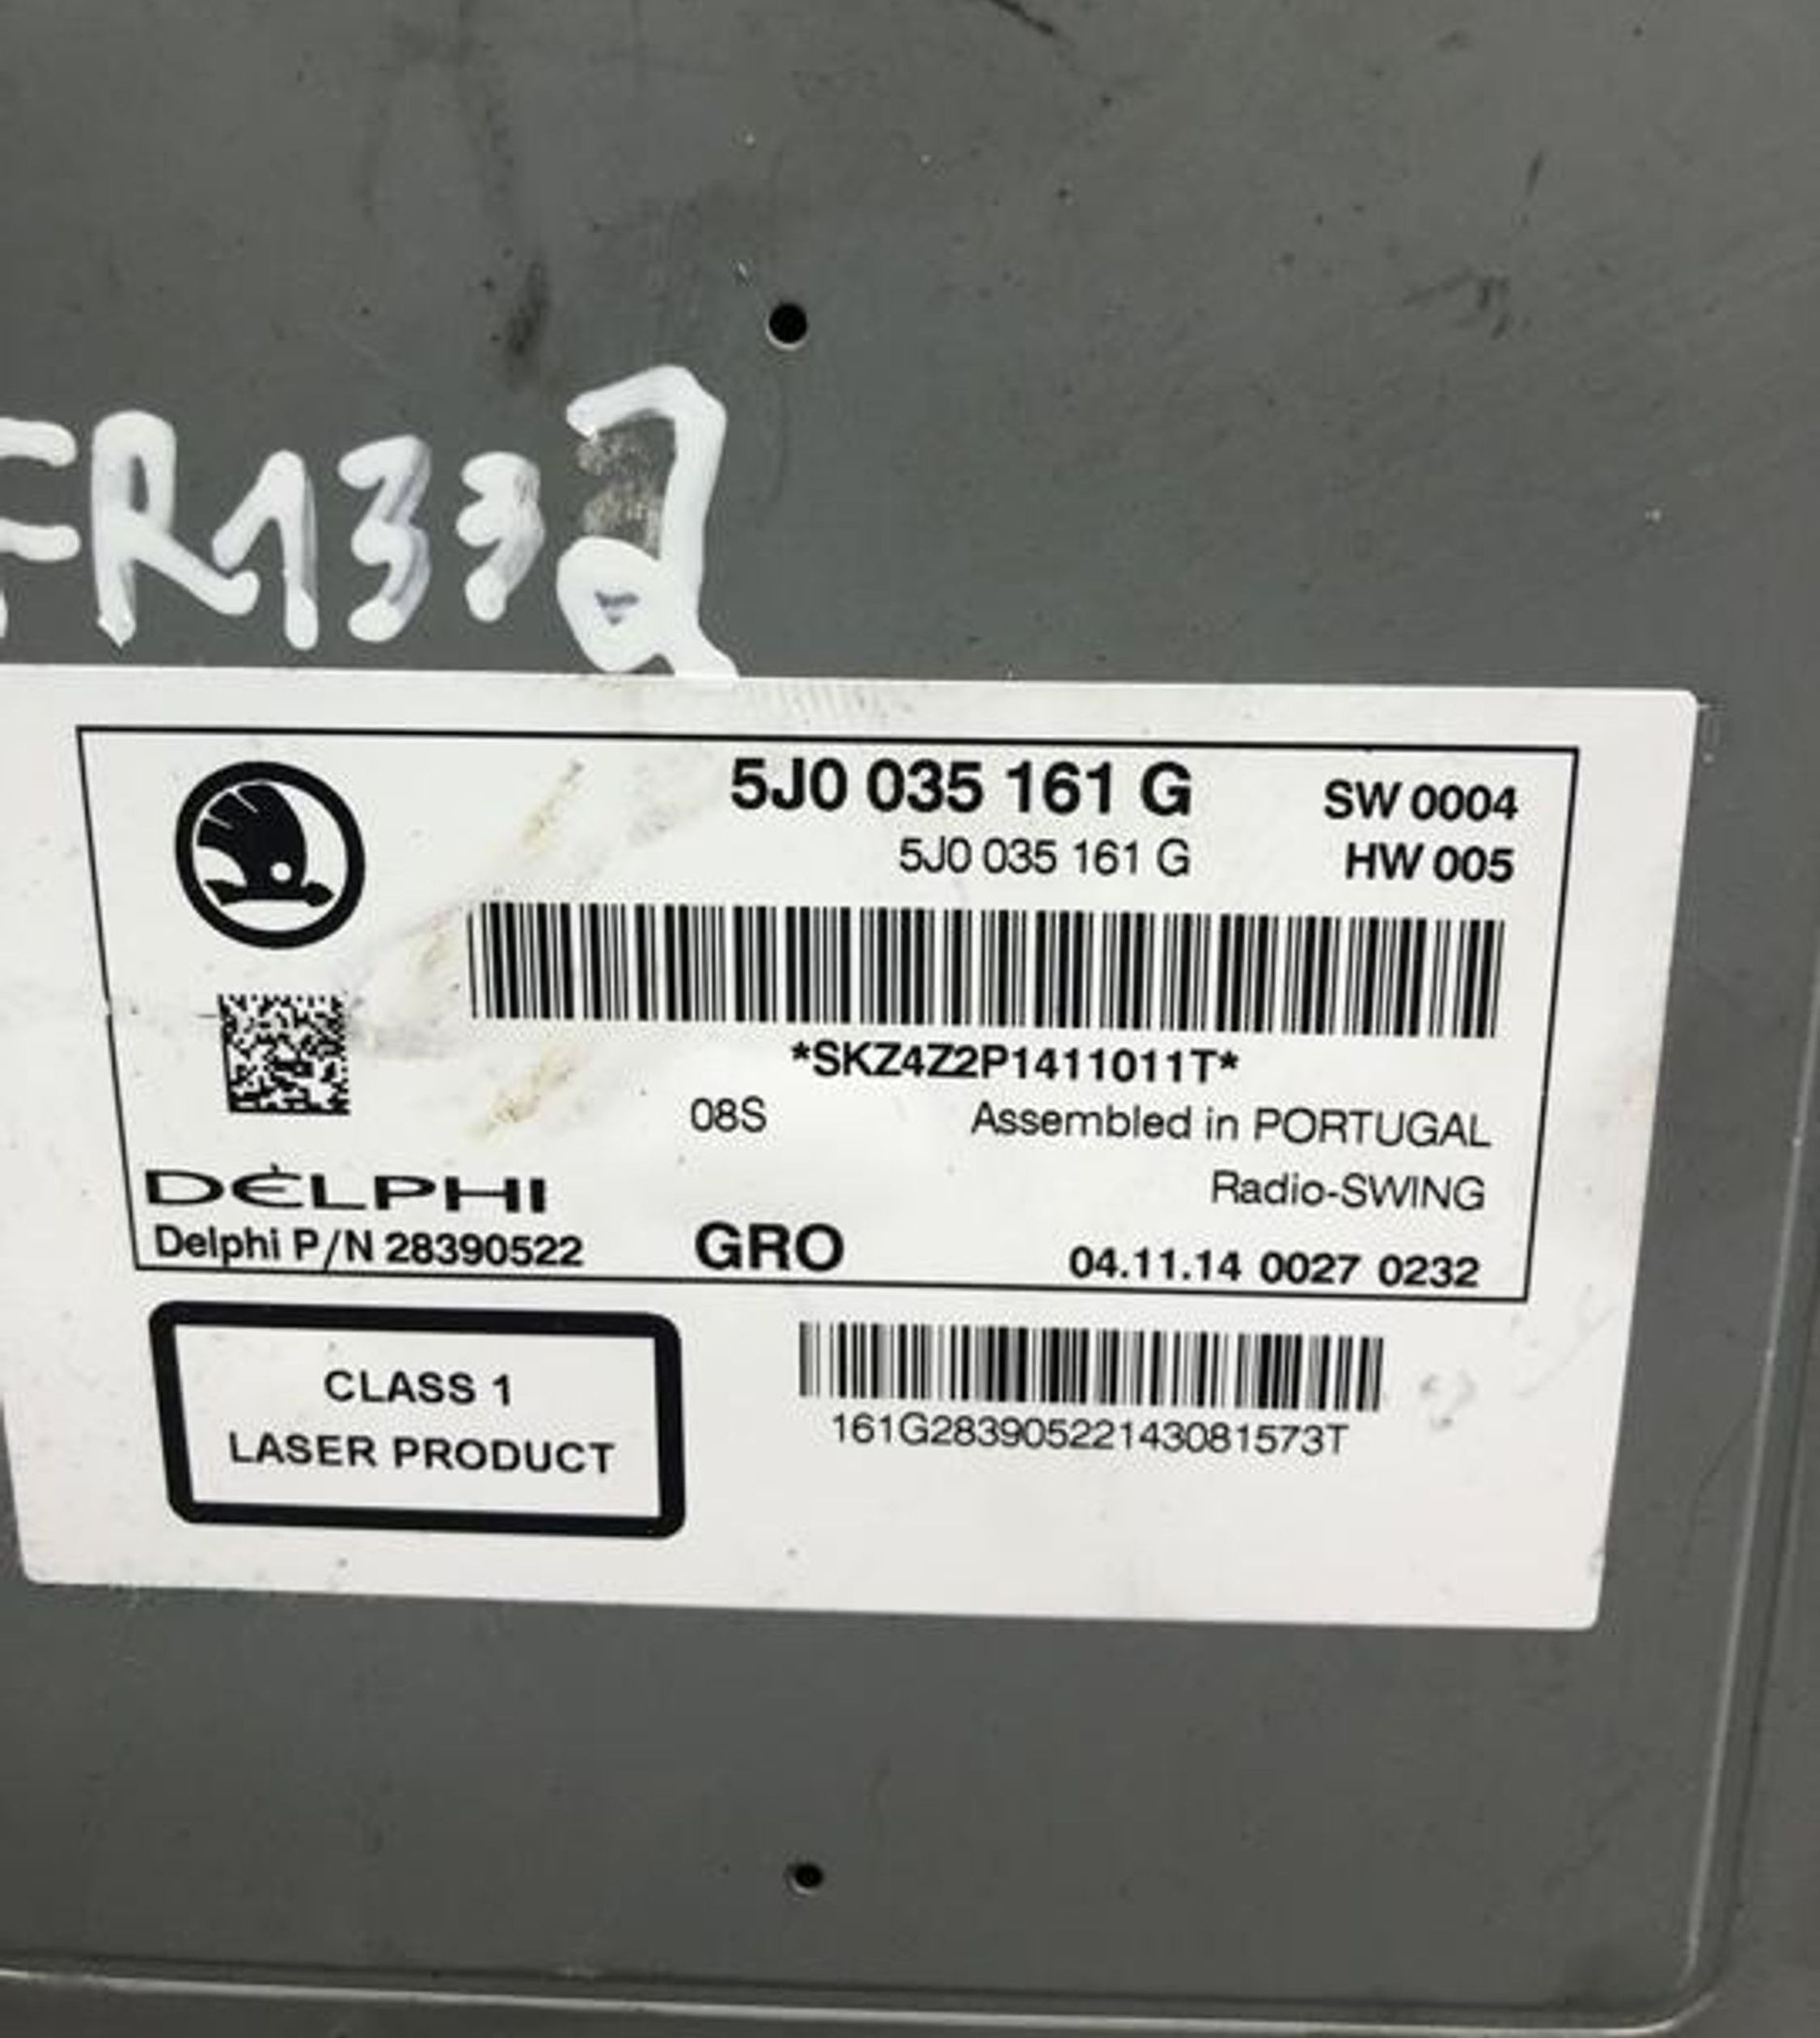 FR1332
5J0 035 161 G SW 0004
5J0 035 161 G HW 005
*SKZ4Z2P1411011T*
08S Assembled in PORTUGAL
DELPHI Radio-SWING
Delphi P/N 28390522 GRO 04.11.14 0027 0232
CLASS 1
LASER PRODUCT
161G28390522143081573T